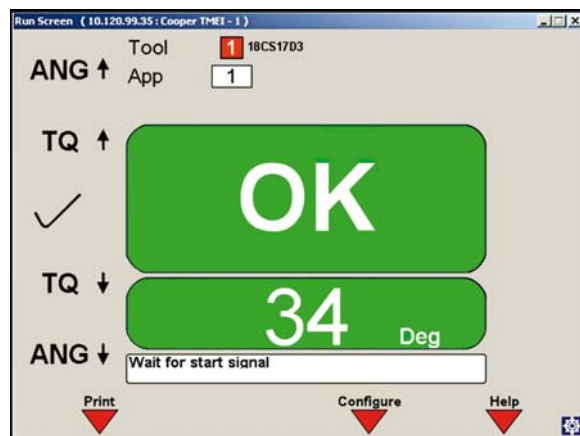 Run Screen ( 10.120.99.35 : Cooper TMEI - 1 )
Tool 1 18CS17D3
ANG
App 1
TQ
OK
TQ
34 Deg
ANG
Wait for start signal
Print Configure Help